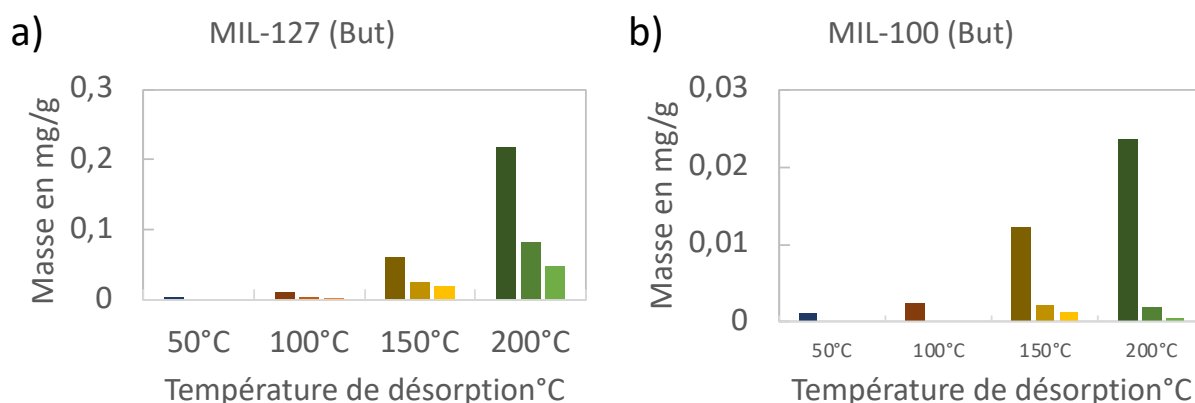 a) MIL-127 (But)
Masse en mg/g
0,3
0,2
0,1
0
50°C 100°C 150°C 200°C
Température de désorption°C
b) MIL-100 (But)
Masse en mg/g
0,03
0,02
0,01
0
50°C 100°C 150°C 200°C
Température de désorption°C